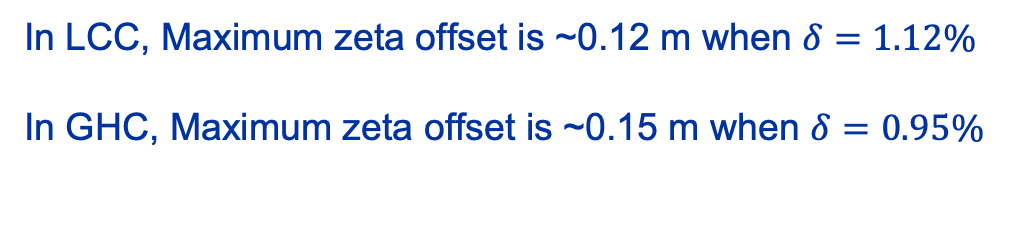 In LCC, Maximum zeta offset is ~0.12 m when 𝛿 = 1.12%
In GHC, Maximum zeta offset is ~0.15 m when 𝛿 = 0.95%